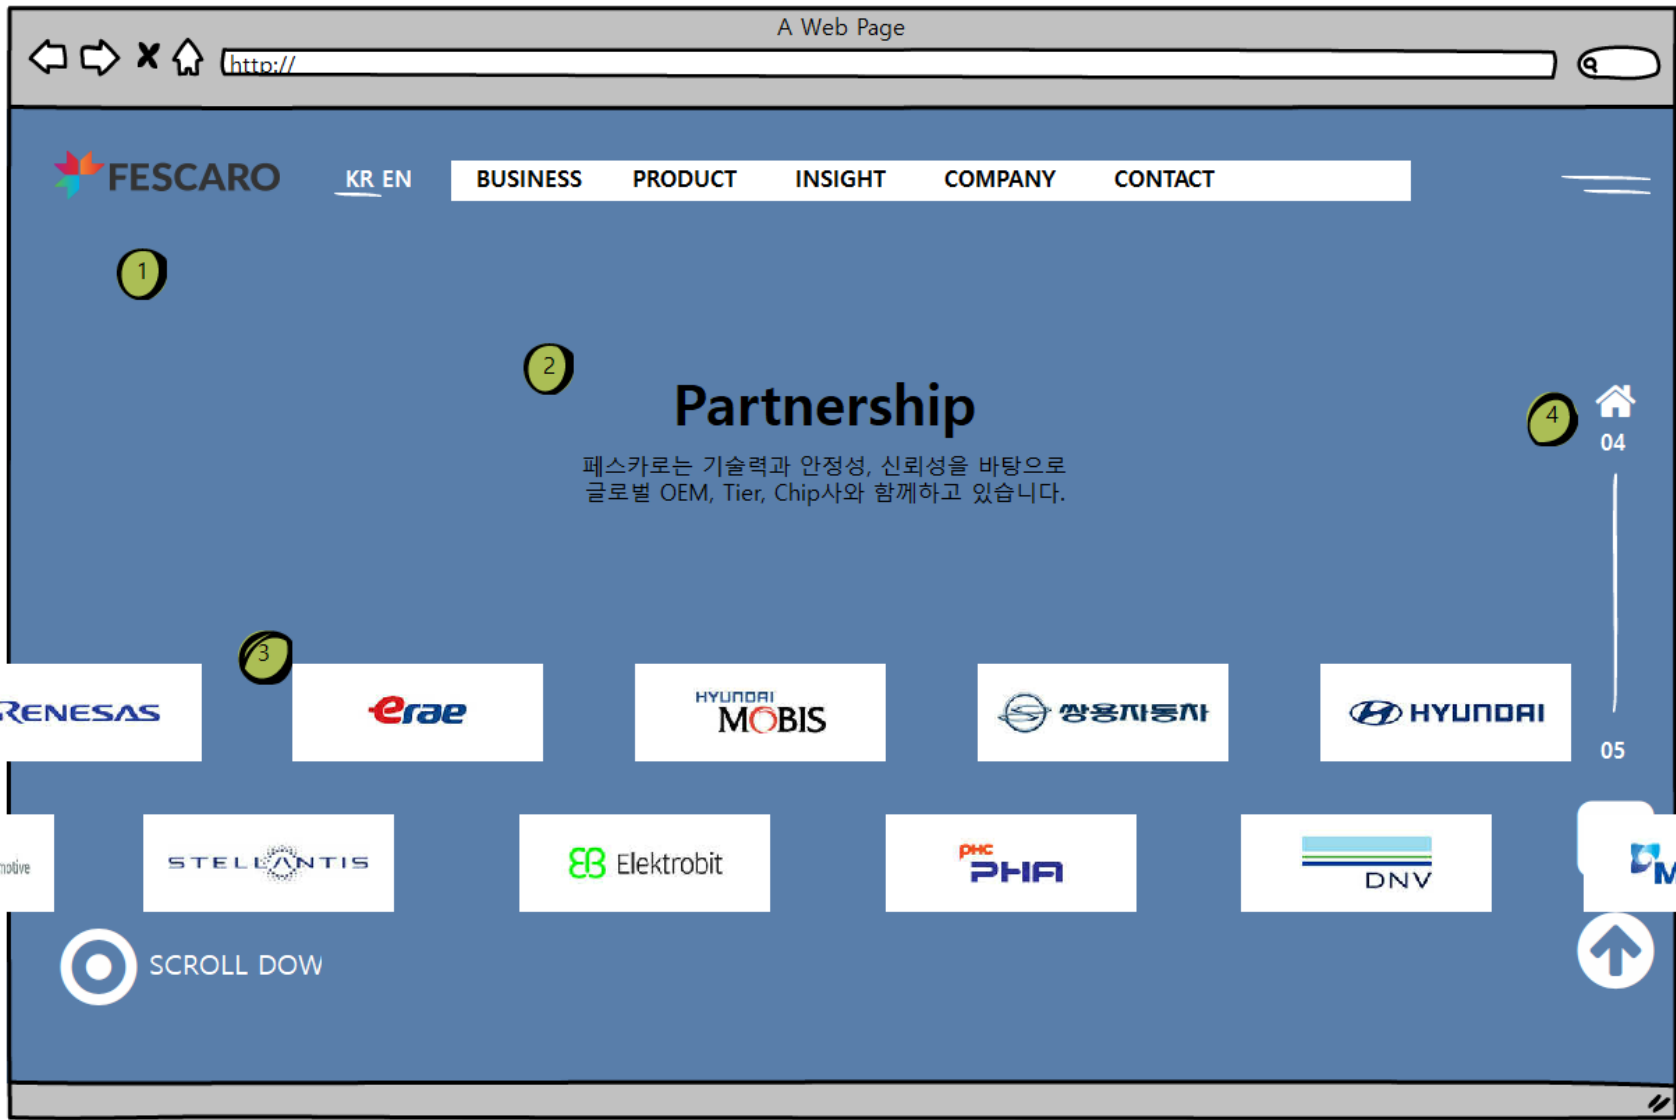 A Web Page
http://
FESCARO
KR EN
BUSINESS
PRODUCT
INSIGHT
COMPANY
CONTACT
1
2
Partnership
4
04
페스카로는 기술력과 안정성, 신뢰성을 바탕으로
글로벌 OEM, Tier, Chip사와 함께하고 있습니다.
3
RENESAS
erae
HYUNDAI
MOBIS
쌍용자동차
HYUNDAI
05
STELLANTIS
EB Elektrobit
PHC
PHA
DNV
M
SCROLL DOW